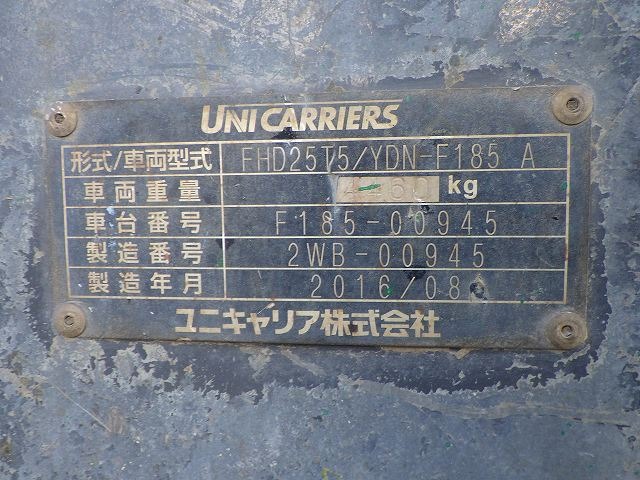 UNICARRIERS
形式/車両型式 FHD25T5/YDN-F185 A
車両重量 4260 kg
車台番号 F185-00945
製造番号 2WB-00945
製造年月 2016/08
ユニキャリア株式会社